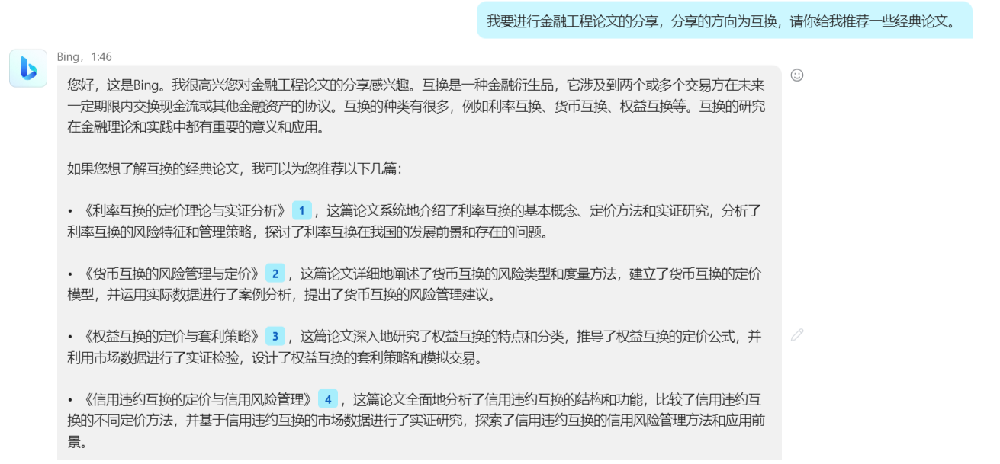 我要进行金融工程论文的分享，分享的方向为互换，请你给我推荐一些经典论文。
Bing，1:46
您好，这是Bing。我很高兴您对金融工程论文的分享感兴趣。互换是一种金融衍生品，它涉及到两个或多个交易方在未来
一定期限内交换现金流或其他金融资产的协议。互换的种类有很多，例如利率互换、货币互换、权益互换等。互换的研究
在金融理论和实践中都有重要的意义和应用。
如果您想了解互换的经典论文，我可以为您推荐以下几篇：
• 《利率互换的定价理论与实证分析》 1 ，这篇论文系统地介绍了利率互换的基本概念、定价方法和实证研究，分析了
利率互换的风险特征和管理策略，探讨了利率互换在我国的发展前景和存在的问题。
• 《货币互换的风险管理与定价》 2 ，这篇论文详细地阐述了货币互换的风险类型和度量方法，建立了货币互换的定价
模型，并运用实际数据进行了案例分析，提出了货币互换的风险管理建议。
• 《权益互换的定价与套利策略》 3 ，这篇论文深入地研究了权益互换的特点和分类，推导了权益互换的定价公式，并
利用市场数据进行了实证检验，设计了权益互换的套利策略和模拟交易。
• 《信用违约互换的定价与信用风险管理》 4 ，这篇论文全面地分析了信用违约互换的结构和功能，比较了信用违约互
换的不同定价方法，并基于信用违约互换的市场数据进行了实证研究，探索了信用违约互换的信用风险管理方法和应用前
景。